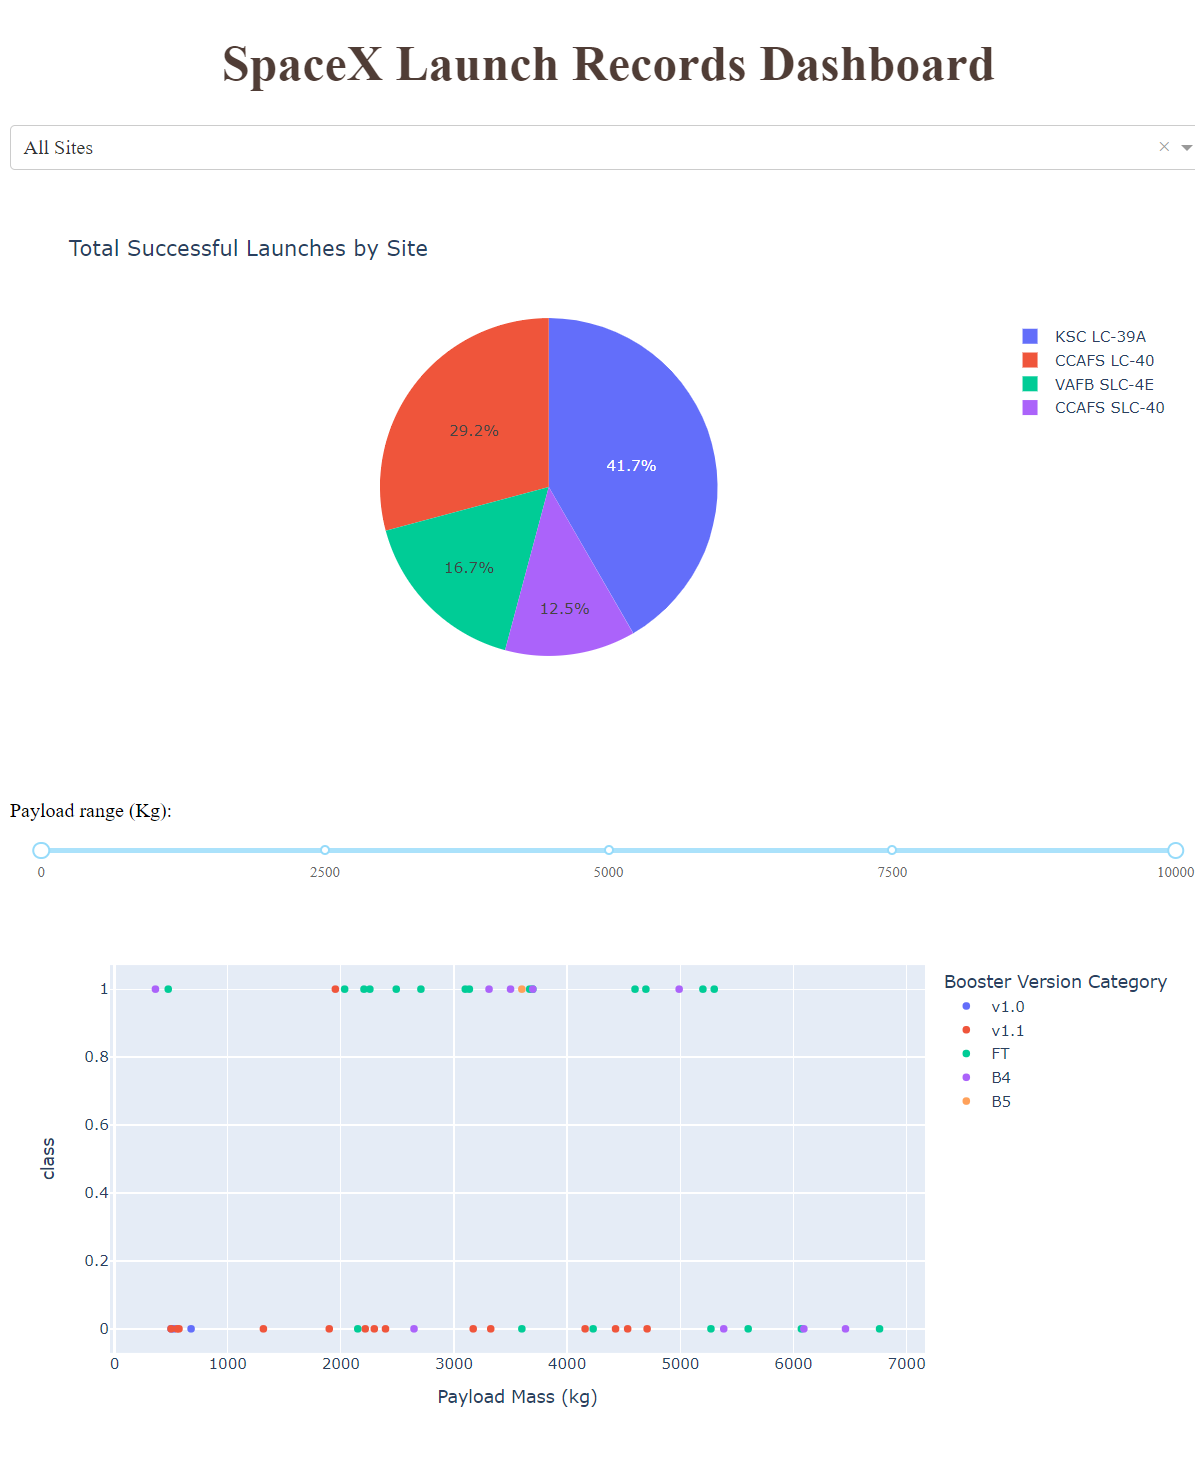 SpaceX Launch Records Dashboard
All Sites ×
Total Successful Launches by Site
KSC LC-39A
CCAFS LC-40
VAFB SLC-4E
CCAFS SLC-40
29.2%
41.7%
16.7%
12.5%
Payload range (Kg):
0 2500 5000 7500 10000
Booster Version Category
v1.0
v1.1
FT
B4
B5
class
1
0.8
0.6
0.4
0.2
0
0 1000 2000 3000 4000 5000 6000 7000
Payload Mass (kg)